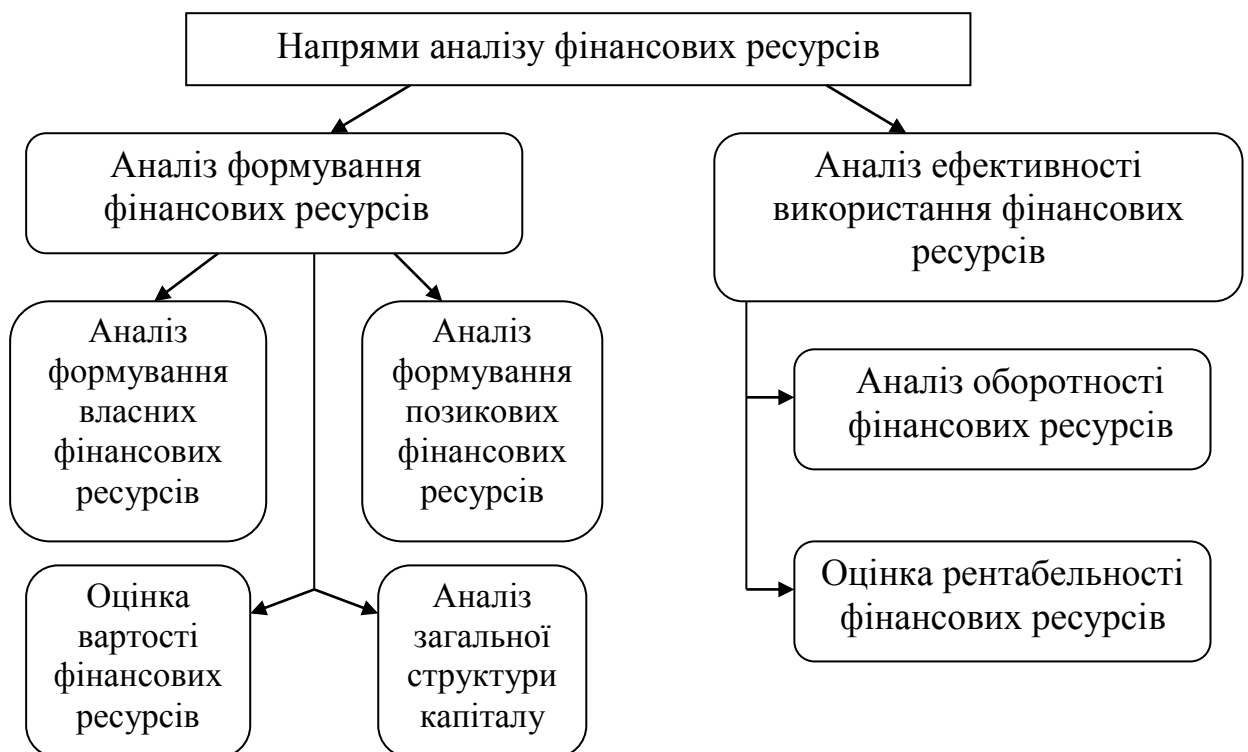 Напрями аналізу фінансових ресурсів
Аналіз формування
фінансових ресурсів
Аналіз ефективності
використання фінансових
ресурсів
Аналіз
формування
власних
фінансових
ресурсів
Аналіз
формування
позикових
фінансових
ресурсів
Аналіз оборотності
фінансових ресурсів
Оцінка
вартості
фінансових
ресурсів
Аналіз
загальної
структури
капіталу
Оцінка рентабельності
фінансових ресурсів